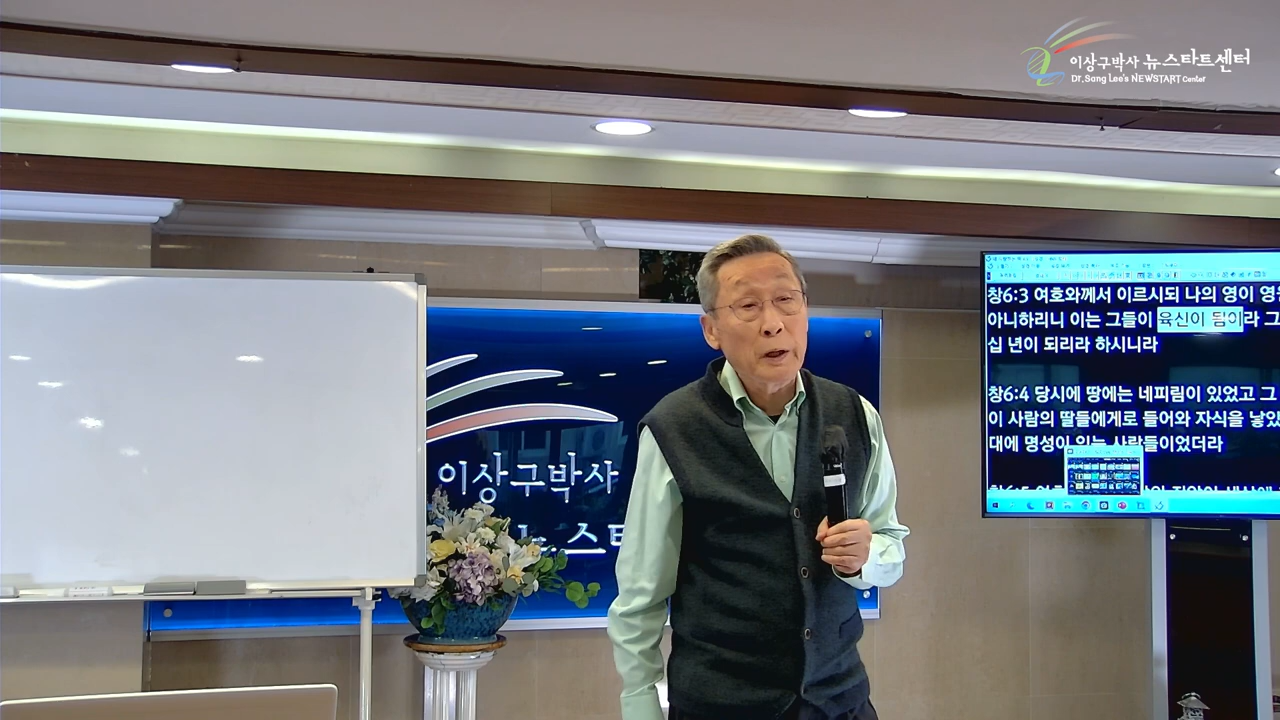 이상구박사 뉴스타트센터
Dr. Sang Lee's NEWSTART Center
이상구박사
뉴스타
창6:3 여호와께서 이르시되 나의 영이 영원
아니하리니 이는 그들이 육신이 됨이라 그
십 년이 되리라 하시니라
창6:4 당시에 땅에는 네피림이 있었고 그
이 사람의 딸들에게로 들어와 자식을 낳았
대에 명성이 있는 사람들이었더라